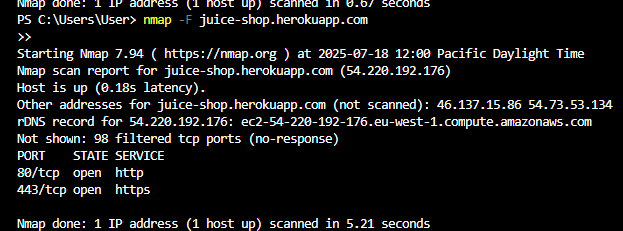 Nmap done: 1 IP address (1 host up) scanned in 0.67 seconds
PS C:\Users\User> nmap -F juice-shop.herokuapp.com
>>
Starting Nmap 7.94 ( https://nmap.org ) at 2025-07-18 12:00 Pacific Daylight Time
Nmap scan report for juice-shop.herokuapp.com (54.220.192.176)
Host is up (0.18s latency).
Other addresses for juice-shop.herokuapp.com (not scanned): 46.137.15.86 54.73.53.134
rDNS record for 54.220.192.176: ec2-54-220-192-176.eu-west-1.compute.amazonaws.com
Not shown: 98 filtered tcp ports (no-response)
PORT    STATE SERVICE
80/tcp  open  http
443/tcp open  https
Nmap done: 1 IP address (1 host up) scanned in 5.21 seconds